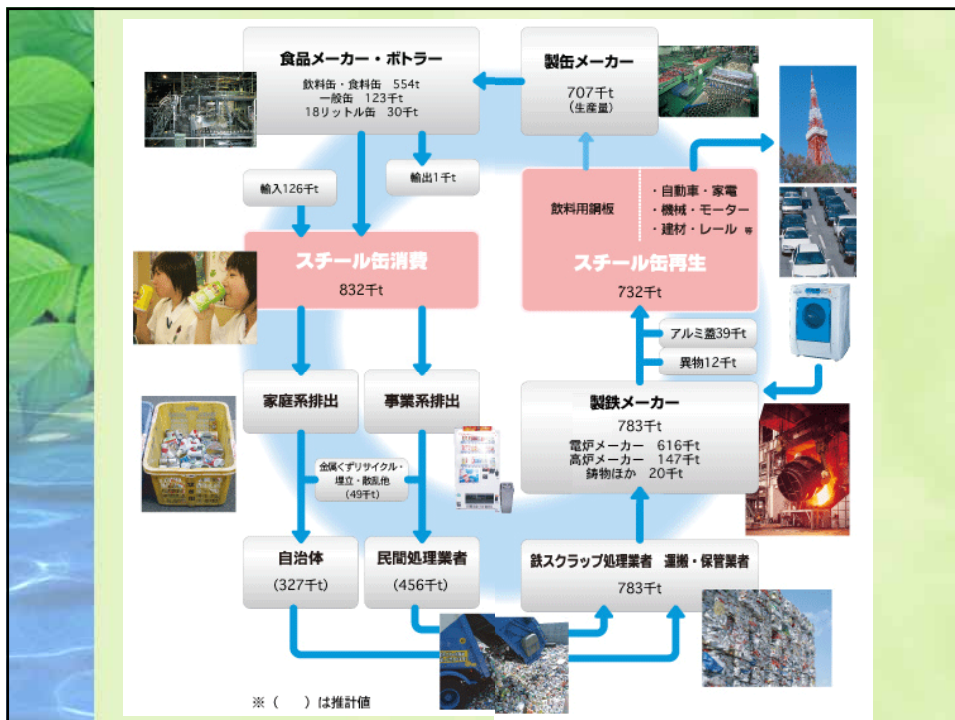 食品メーカー・ボトラー
飲料缶・食料缶 554t
一般缶 123千t
18リットル缶 30千t
製缶メーカー
707千t
(生産量)
輸入126千t
輸出1千t
飲料用鋼板
・自動車・家電
・機械・モーター
・建材・レール 等
スチール缶消費
832千t
スチール缶再生
732千t
アルミ蓋39千t
異物12千t
家庭系排出
事業系排出
製鉄メーカー
783千t
電炉メーカー 616千t
高炉メーカー 147千t
鋳物ほか 20千t
金属くずリサイクル・
埋立・散乱他
(49千t)
自治体
(327千t)
民間処理業者
(456千t)
鉄スクラップ処理業者 運搬・保管業者
783千t
※（ ）は推計値